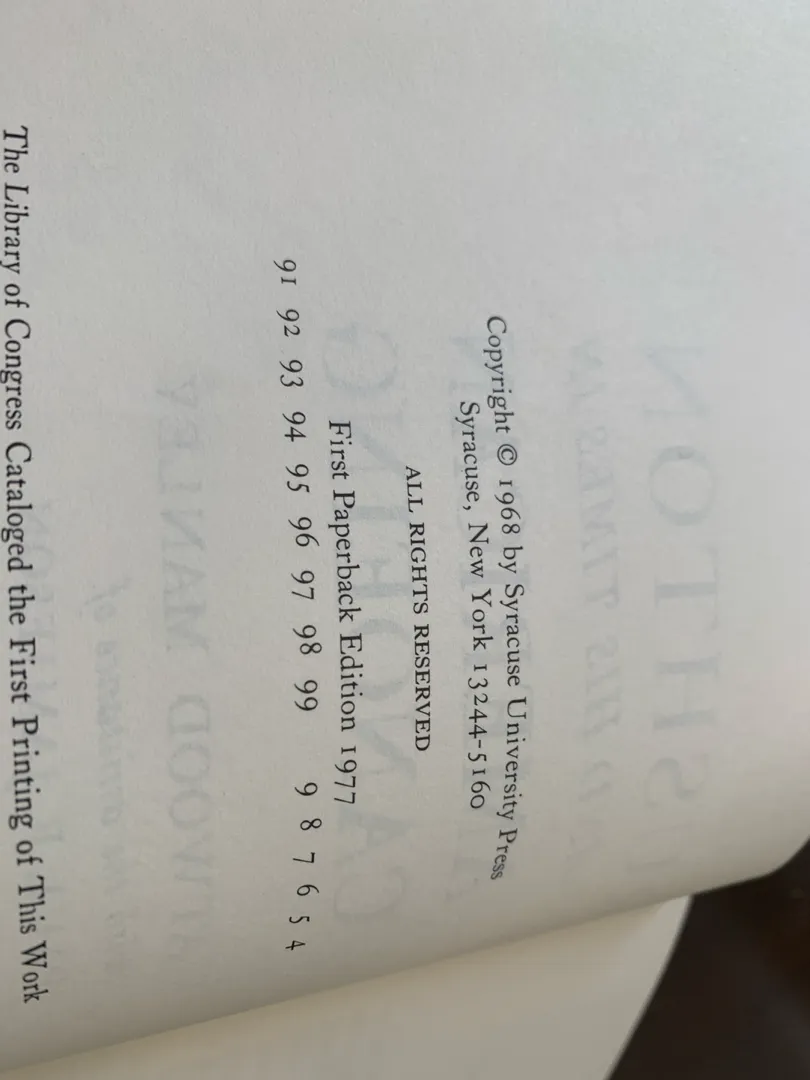 Copyright © 1968 by Syracuse University Press
Syracuse, New York 13244-5160
ALL RIGHTS RESERVED
First Paperback Edition 1977
91 92 93 94 95 96 97 98 99 9 8 7 6 5 4
The Library of Congress Cataloged the First Printing of This Work